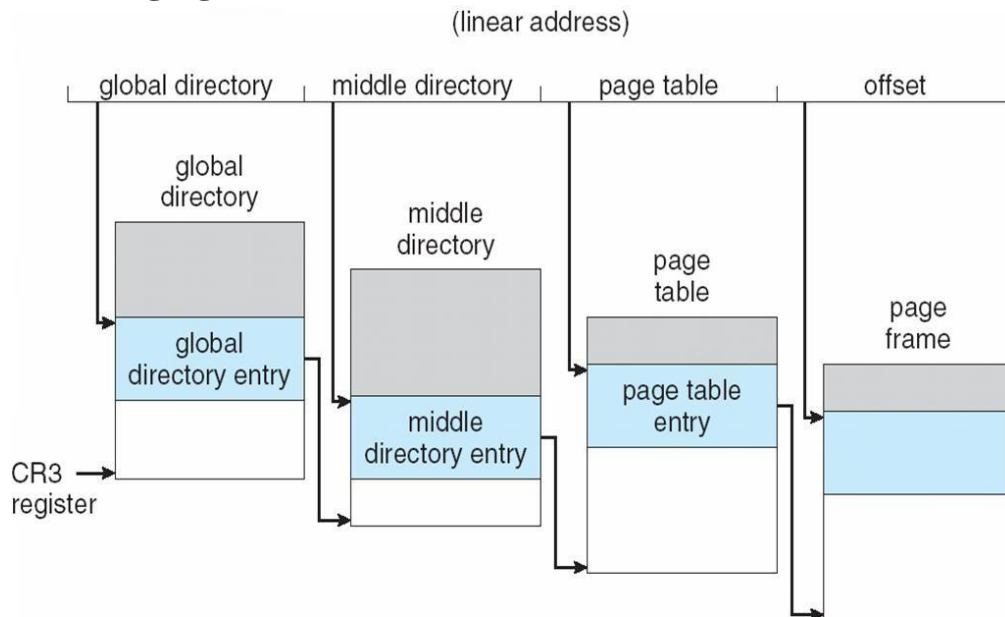 (linear address)
global directory
middle directory
page table
offset
global
directory
middle
directory
page
table
page
frame
global
directory entry
middle
directory entry
page table
entry
CR3
register